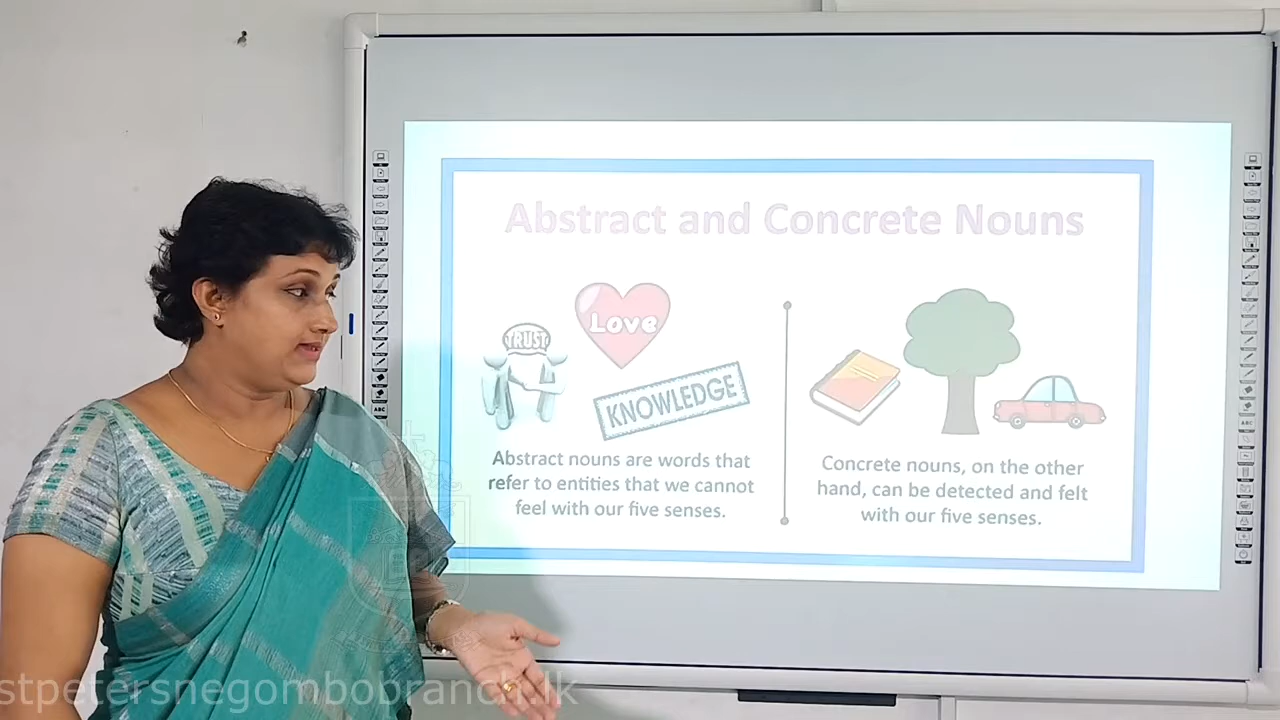 Abstract and Concrete Nouns
Love
TRUST
KNOWLEDGE
Abstract nouns are words that
refer to entities that we cannot
feel with our five senses.
Concrete nouns, on the other
hand, can be detected and felt
with our five senses.
ABC
ABC
stpetersnegombobranch.lk